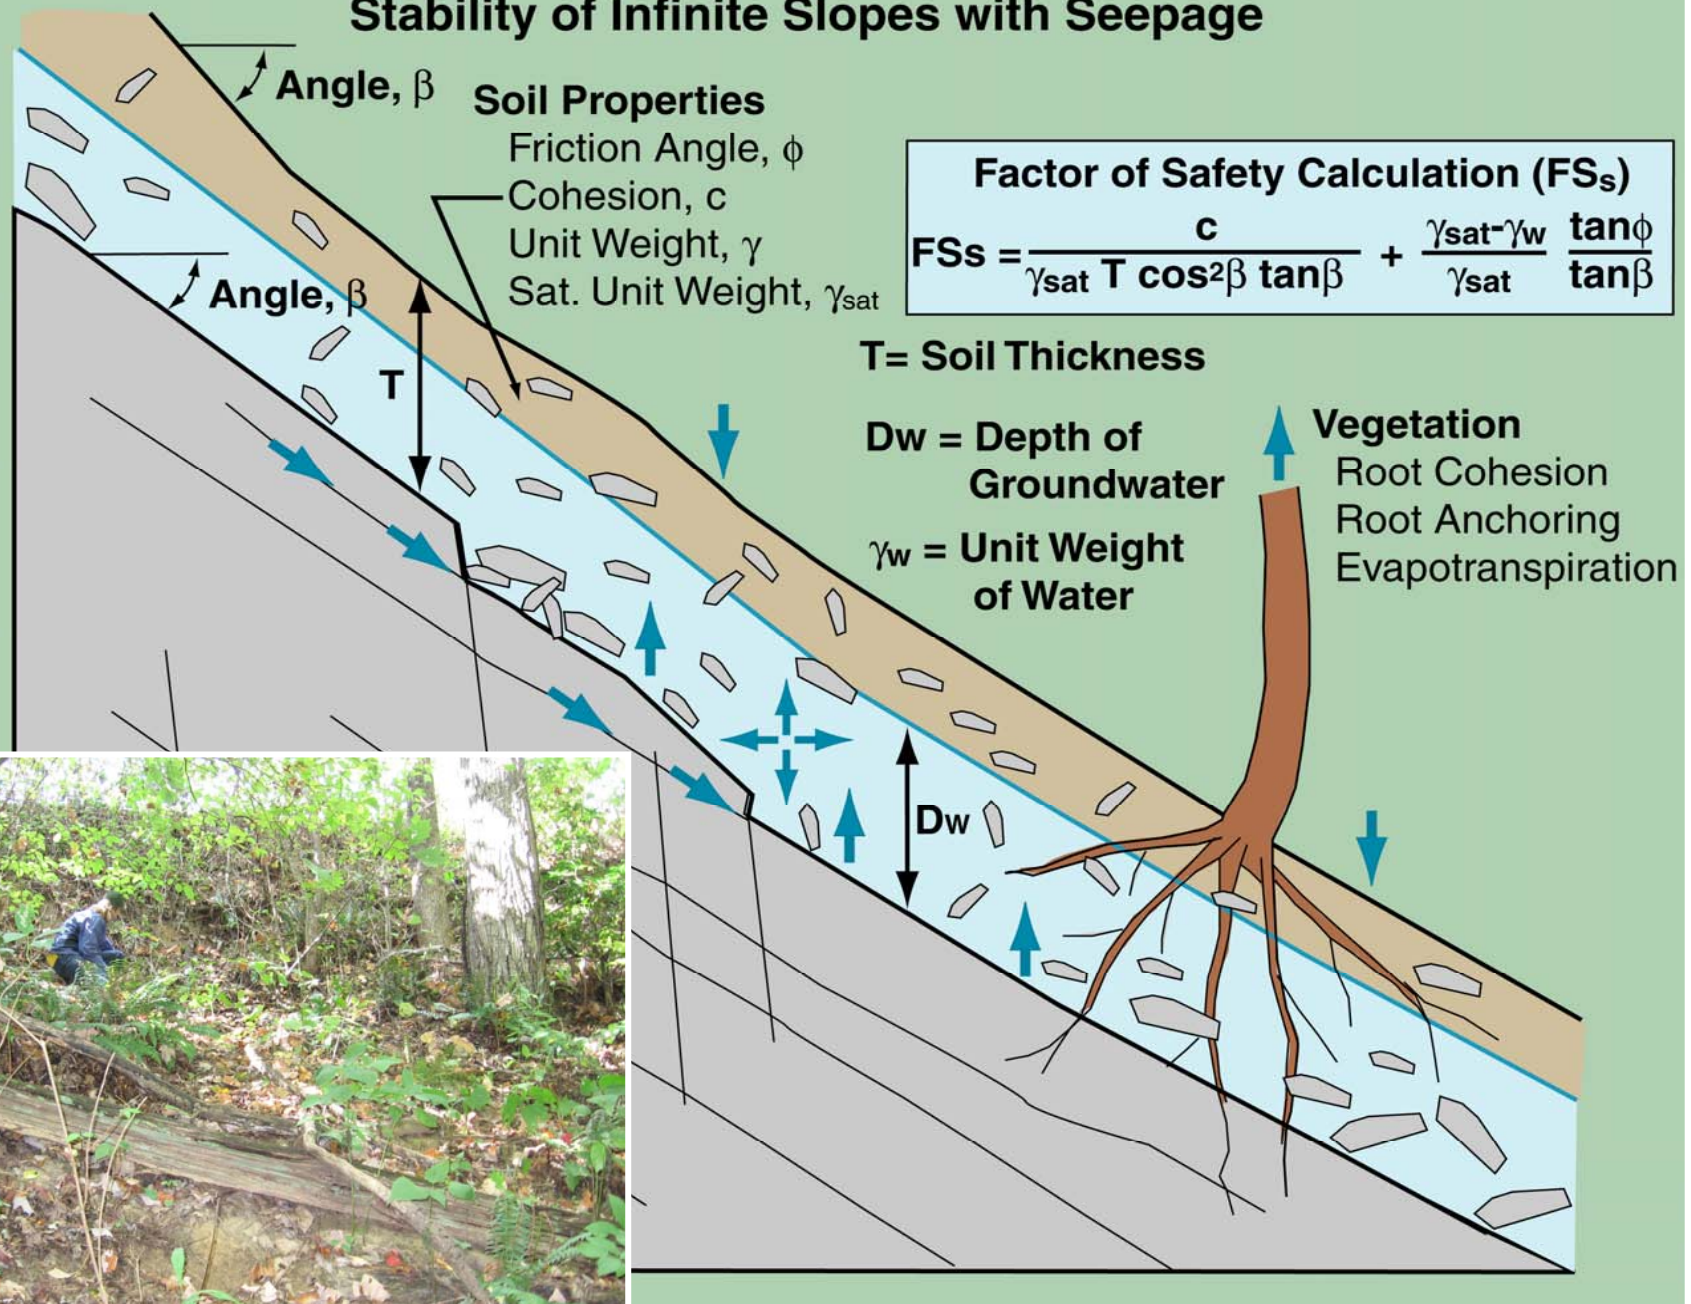 Stability of Infinite Slopes with Seepage
Angle, β
Soil Properties
Friction Angle, ϕ
Cohesion, c
Unit Weight, γ
Sat. Unit Weight, γsat
Factor of Safety Calculation (FSs)
FSs = c / γsat T cos²β tanβ + γsat-γw / γsat tanϕ / tanβ
Angle, β
T
T= Soil Thickness
Dw = Depth of
Groundwater
γw = Unit Weight
of Water
Vegetation
Root Cohesion
Root Anchoring
Evapotranspiration
Dw